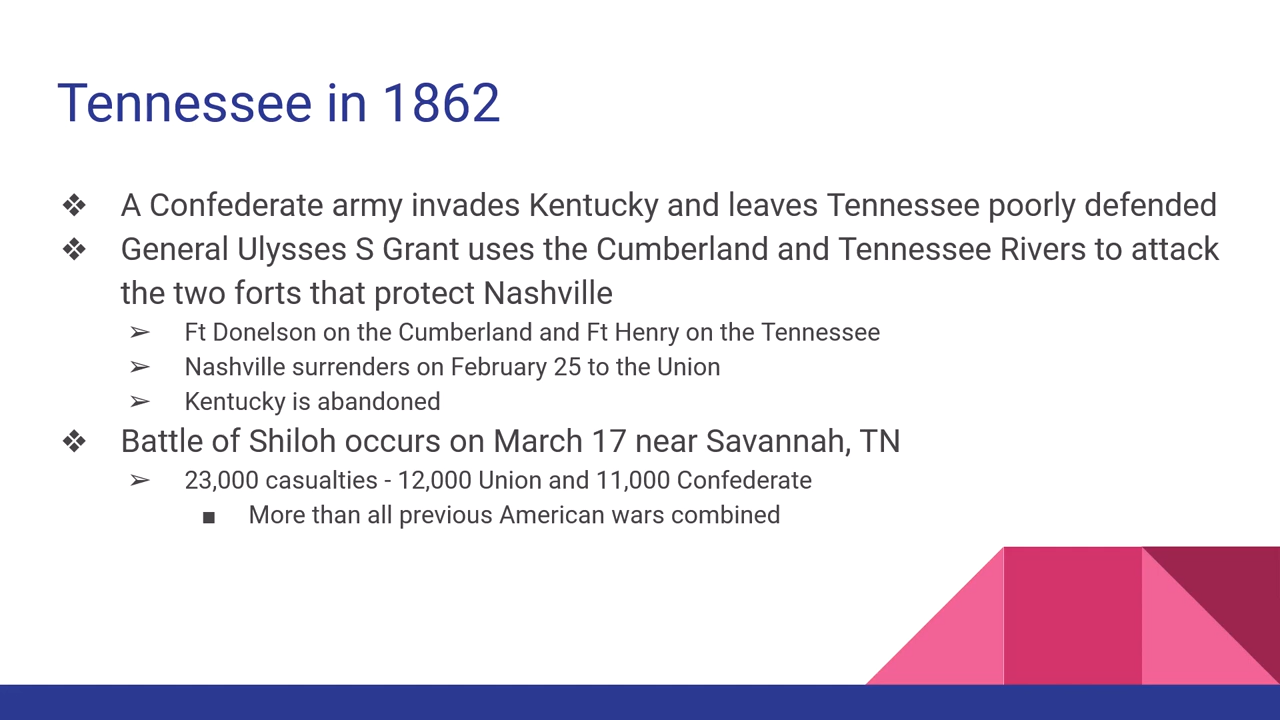 Tennessee in 1862
❖ A Confederate army invades Kentucky and leaves Tennessee poorly defended
❖ General Ulysses S Grant uses the Cumberland and Tennessee Rivers to attack
the two forts that protect Nashville
➢ Ft Donelson on the Cumberland and Ft Henry on the Tennessee
➢ Nashville surrenders on February 25 to the Union
➢ Kentucky is abandoned
❖ Battle of Shiloh occurs on March 17 near Savannah, TN
➢ 23,000 casualties - 12,000 Union and 11,000 Confederate
■ More than all previous American wars combined